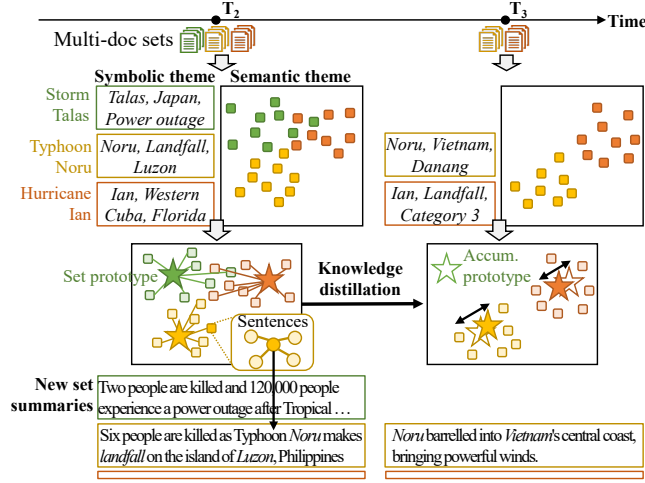 T2
T3
Time
Multi-doc sets
Symbolic theme
Semantic theme
Storm
Talas
Talas, Japan,
Power outage
Typhoon
Noru
Noru, Landfall,
Luzon
Hurricane
Ian
Ian, Western
Cuba, Florida
Noru, Vietnam,
Danang
Ian, Landfall,
Category 3
Set prototype
Sentences
Knowledge
distillation
Accum.
prototype
New set
summaries
Two people are killed and 120,000 people
experience a power outage after Tropical …
Six people are killed as Typhoon Noru makes
landfall on the island of Luzon, Philippines
Noru barrelled into Vietnam's central coast,
bringing powerful winds.